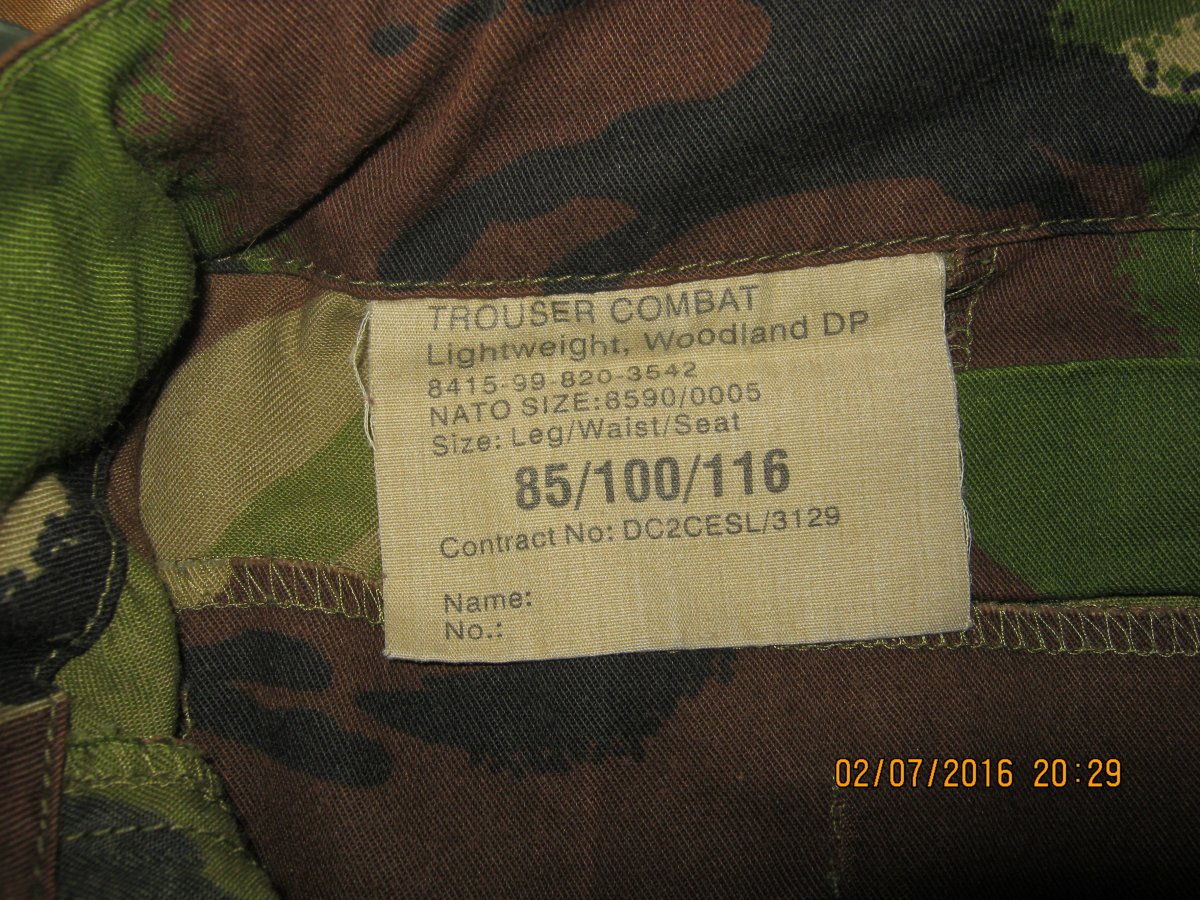 TROUSER COMBAT
Lightweight, Woodland DP
8415-99-820-3542
NATO SIZE:8590/0005
Size: Leg/Waist/Seat
85/100/116
Contract No: DC2CESL/3129
Name:
No.:
02/07/2016 20:29